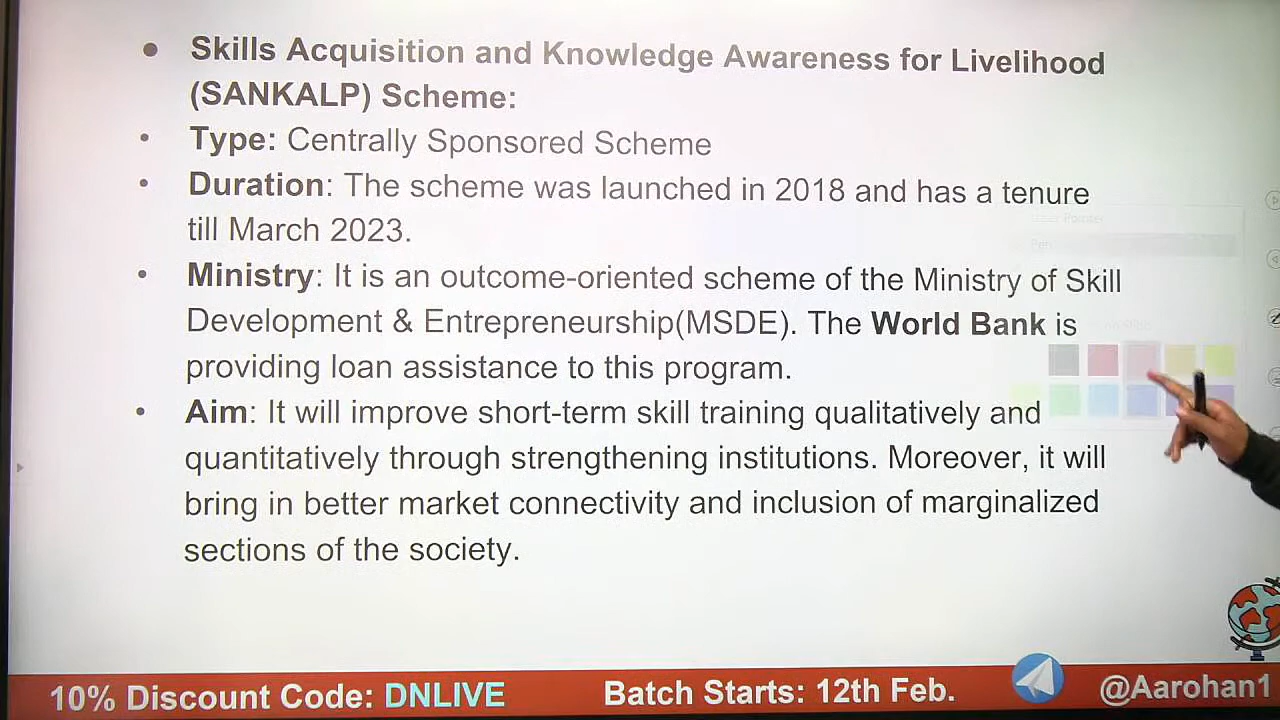 ● Skills Acquisition and Knowledge Awareness for Livelihood
(SANKALP) Scheme:
• Type: Centrally Sponsored Scheme
• Duration: The scheme was launched in 2018 and has a tenure
till March 2023.
• Ministry: It is an outcome-oriented scheme of the Ministry of Skill
Development & Entrepreneurship(MSDE). The World Bank is
providing loan assistance to this program.
• Aim: It will improve short-term skill training qualitatively and
quantitatively through strengthening institutions. Moreover, it will
bring in better market connectivity and inclusion of marginalized
sections of the society.
Pointer
Pen
10% Discount Code: DNLIVE
Batch Starts: 12th Feb.
@Aarohan1